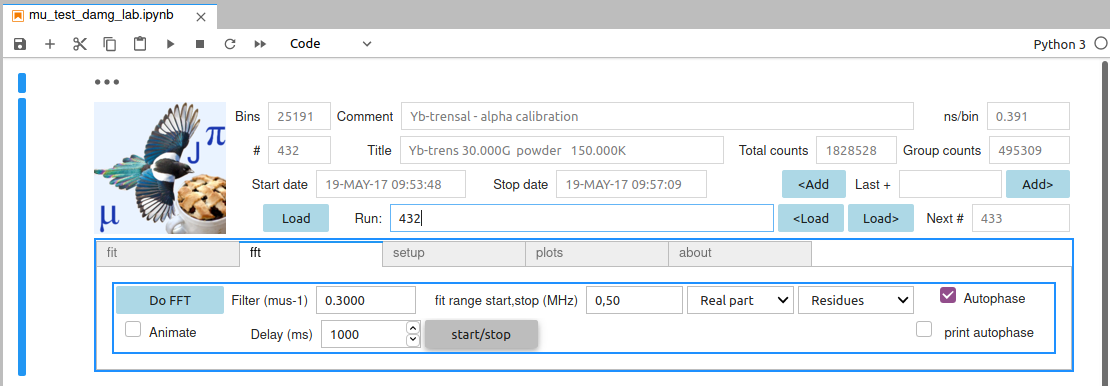 mu_test_damg_lab.ipynb
Code
Python 3
Jπ
μ
Bins 25191 Comment Yb-trensal - alpha calibration ns/bin 0.391
# 432 Title Yb-trens 30.000G powder 150.000K Total counts 1828528 Group counts 495309
Start date 19-MAY-17 09:53:48 Stop date 19-MAY-17 09:57:09 <Add Last + Add>
Load Run: 432 <Load Load> Next # 433
fit fft setup plots about
Do FFT Filter (mus-1) 0.3000 fit range start,stop (MHz) 0,50 Real part Residues Autophase
Animate Delay (ms) 1000 start/stop print autophase